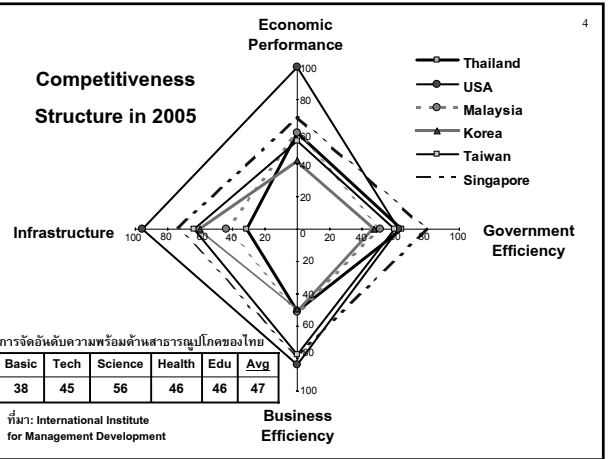 4
Economic
Performance
Competitiveness
Structure in 2005
Thailand
USA
Malaysia
Korea
Taiwan
Singapore
100
80
60
40
20
0
Infrastructure
100 80 60 40 20 0 20 40 60 80 100
Government
Efficiency
20
40
60
80
100
การจัดอันดับความพร้อมด้านสาธารณูปโภคของไทย
Basic Tech Science Health Edu Avg
38 45 56 46 46 47
ที่มา: International Institute
for Management Development
Business
Efficiency